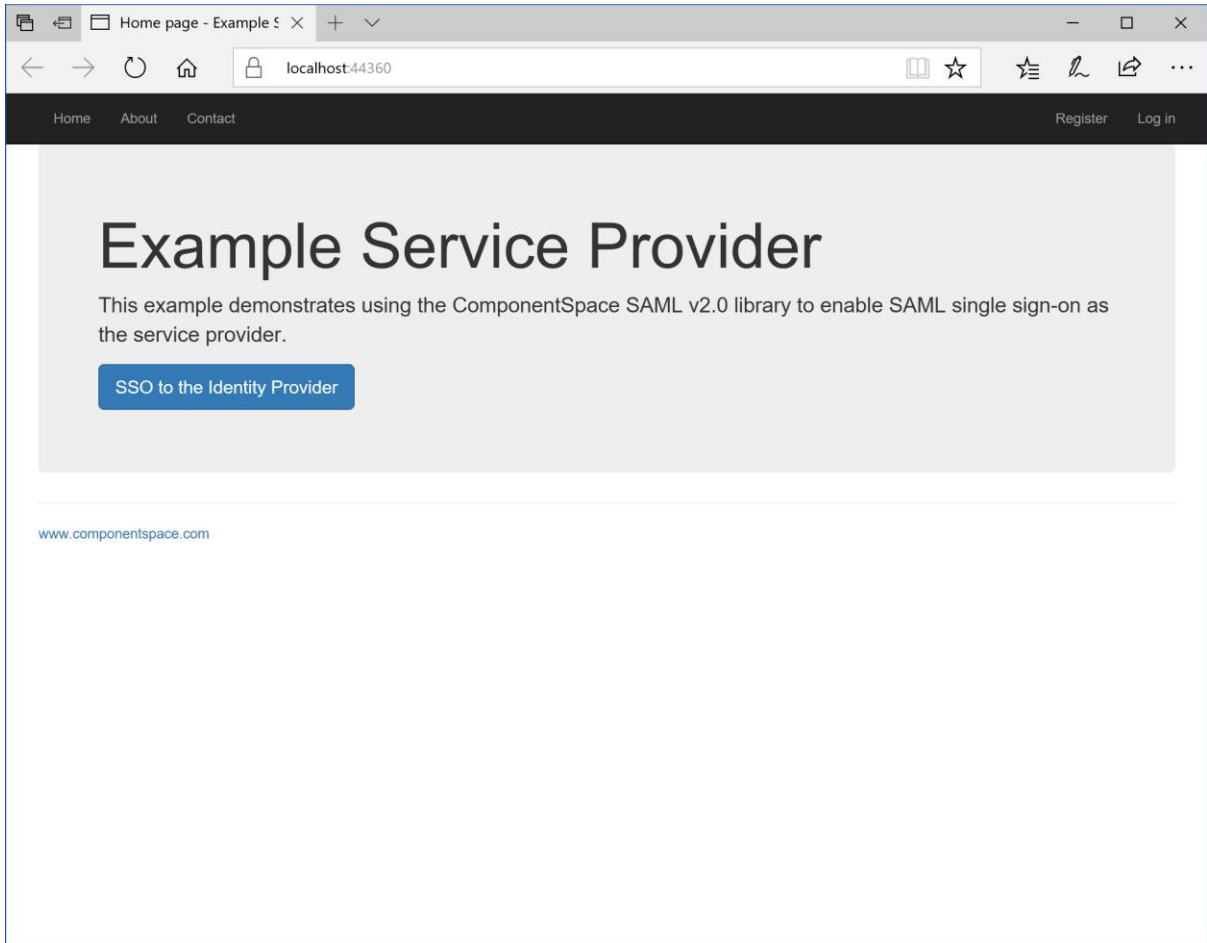 Home page - Example S
localhost:44360
Home About Contact Register Log in
Example Service Provider
This example demonstrates using the ComponentSpace SAML v2.0 library to enable SAML single sign-on as
the service provider.
SSO to the Identity Provider
www.componentspace.com